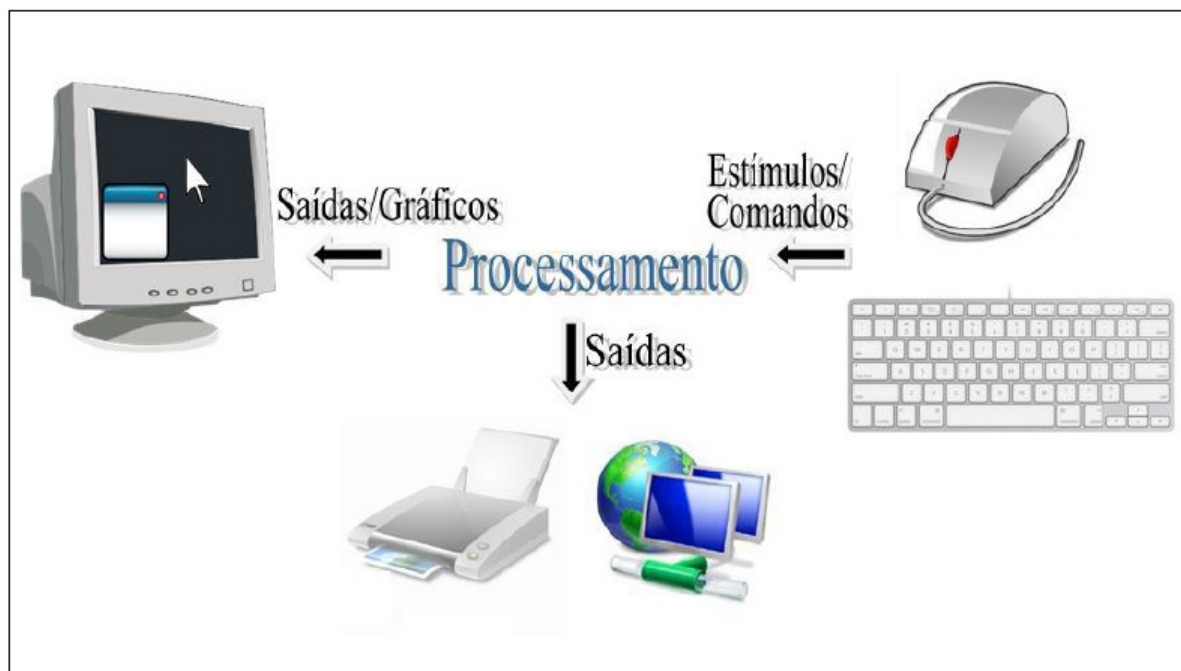 Saídas/Gráficos
Estímulos/
Comandos
Processamento
Saídas